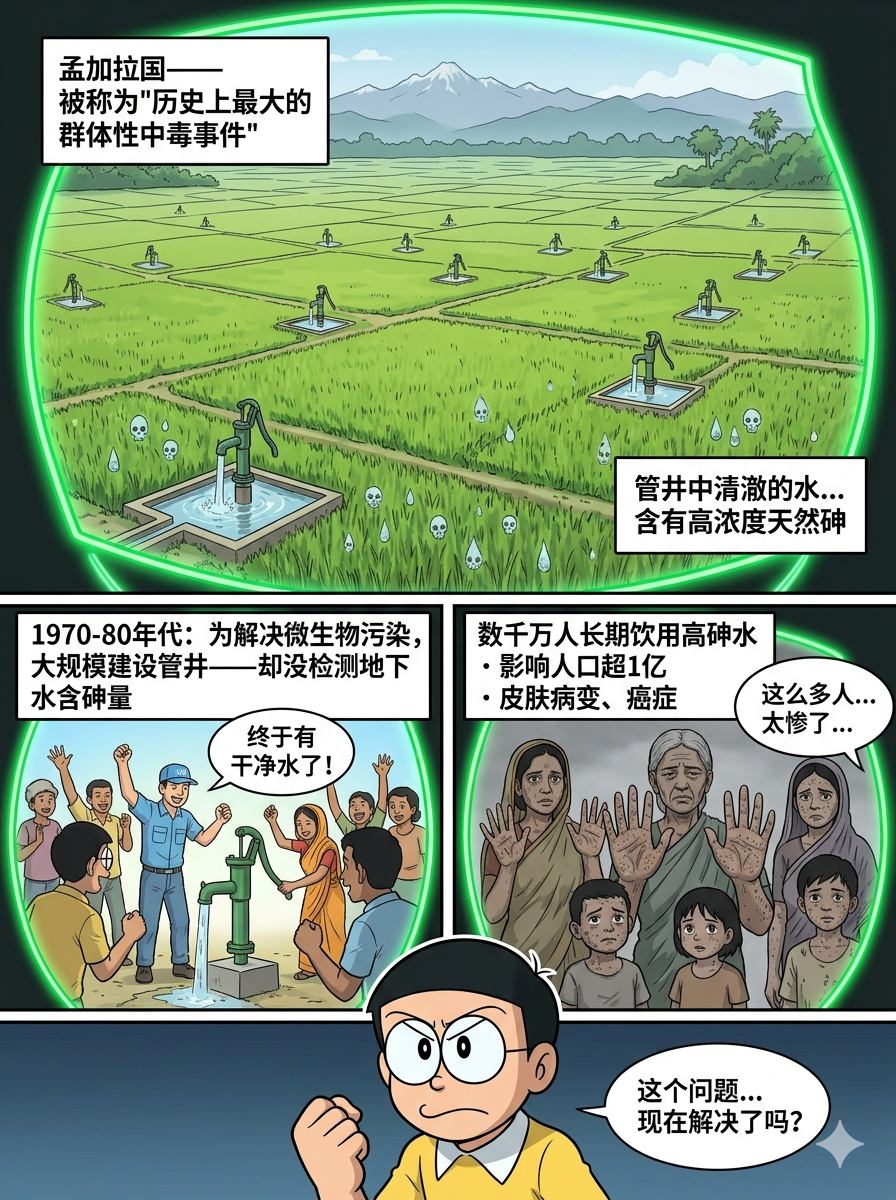 孟加拉国——
被称为"历史上最大的
群体性中毒事件"
管井中清澈的水...
含有高浓度天然砷
1970-80年代：为解决微生物污染，
大规模建设管井——却没检测地下
水含砷量
终于有
干净水了！
数千万人长期饮用高砷水
·影响人口超1亿
·皮肤病变、癌症
这么多人...
太惨了...
这个问题...
现在解决了吗？